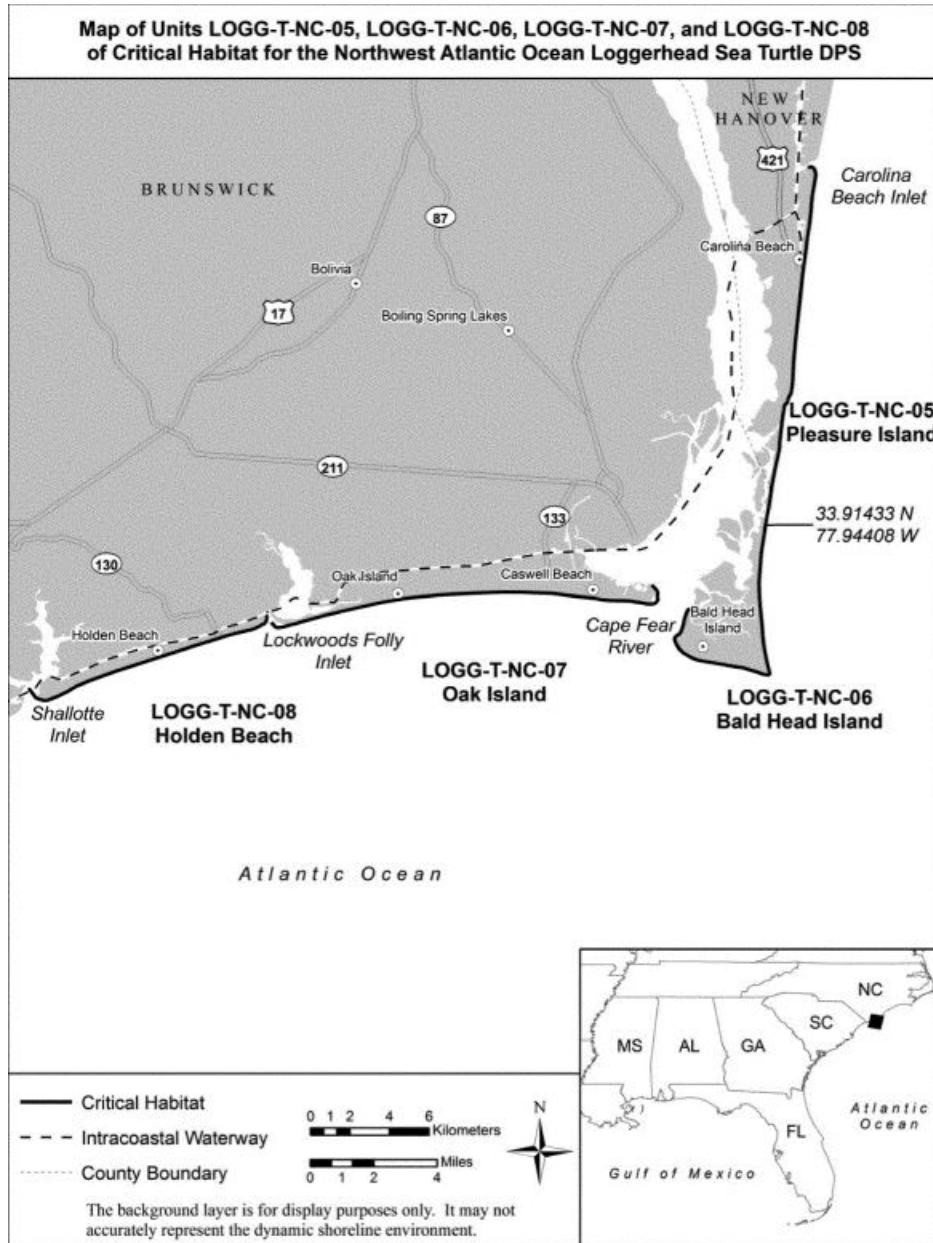 Map of Units LOGG-T-NC-05, LOGG-T-NC-06, LOGG-T-NC-07, and LOGG-T-NC-08
of Critical Habitat for the Northwest Atlantic Ocean Loggerhead Sea Turtle DPS
NEW
HANOVER
BRUNSWICK
421
Carolina
Beach Inlet
87
Carolina Beach
Bolivia
17
Boiling Spring Lakes
LOGG-T-NC-05
Pleasure Island
211
133
33.91433 N
77.94408 W
130
Oak Island
Caswell Beach
Holden Beach
Lockwoods Folly
Inlet
Cape Fear
River
Bald Head
Island
LOGG-T-NC-07
Oak Island
LOGG-T-NC-06
Bald Head Island
Shallotte
Inlet
LOGG-T-NC-08
Holden Beach
Atlantic Ocean
NC
SC
MS
AL
GA
FL
Atlantic
Ocean
Gulf of Mexico
Critical Habitat
Intracoastal Waterway
County Boundary
0 1 2 4 6
Kilometers
Miles
0 1 2 4
N
The background layer is for display purposes only. It may not
accurately represent the dynamic shoreline environment.